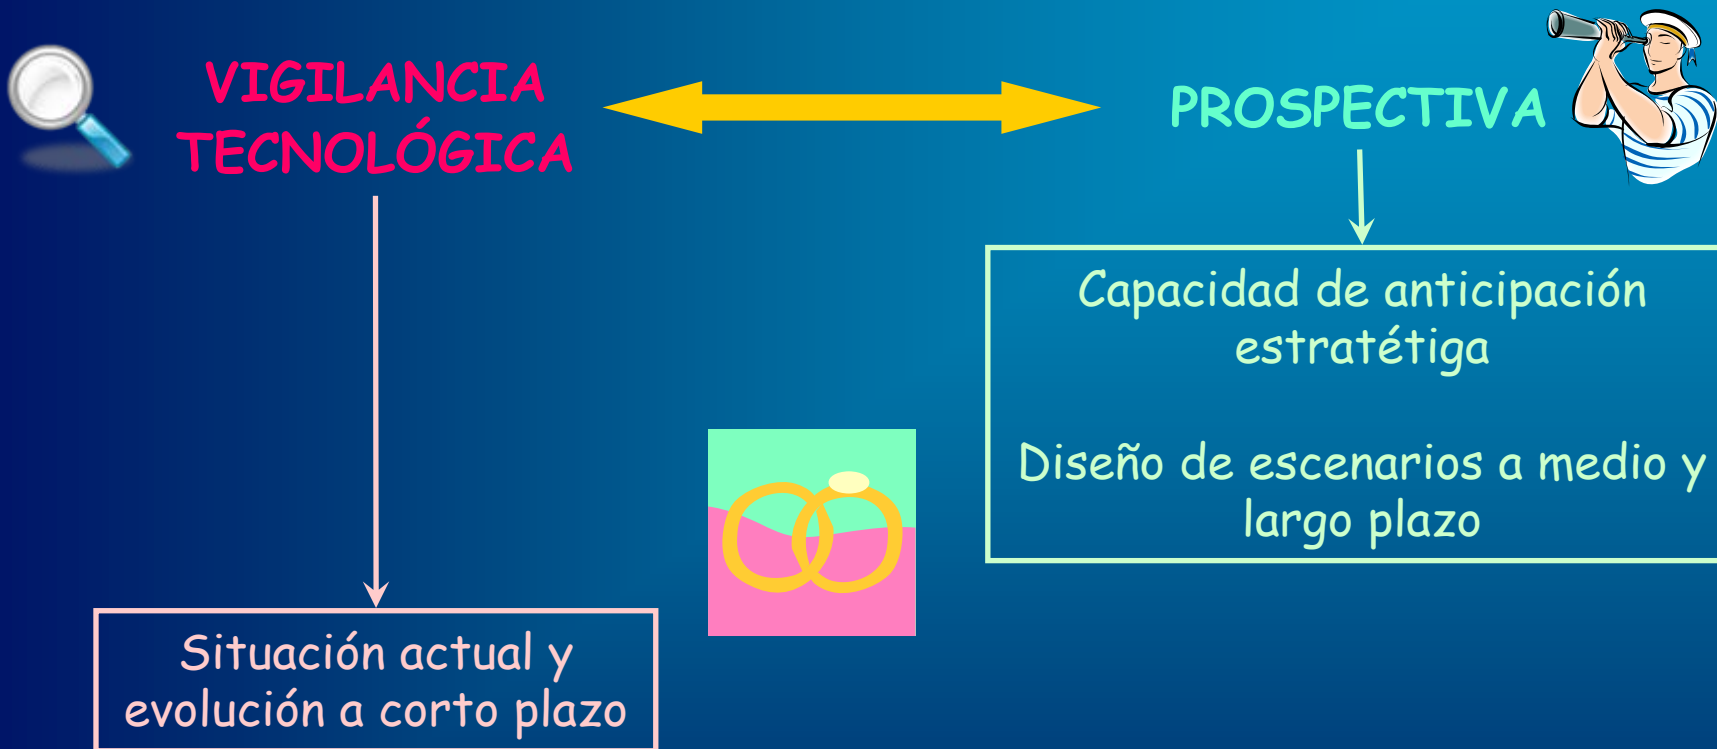 VIGILANCIA
TECNOLÓGICA
PROSPECTIVA
Capacidad de anticipación
estratétiga
Diseño de escenarios a medio y
largo plazo
Situación actual y
evolución a corto plazo